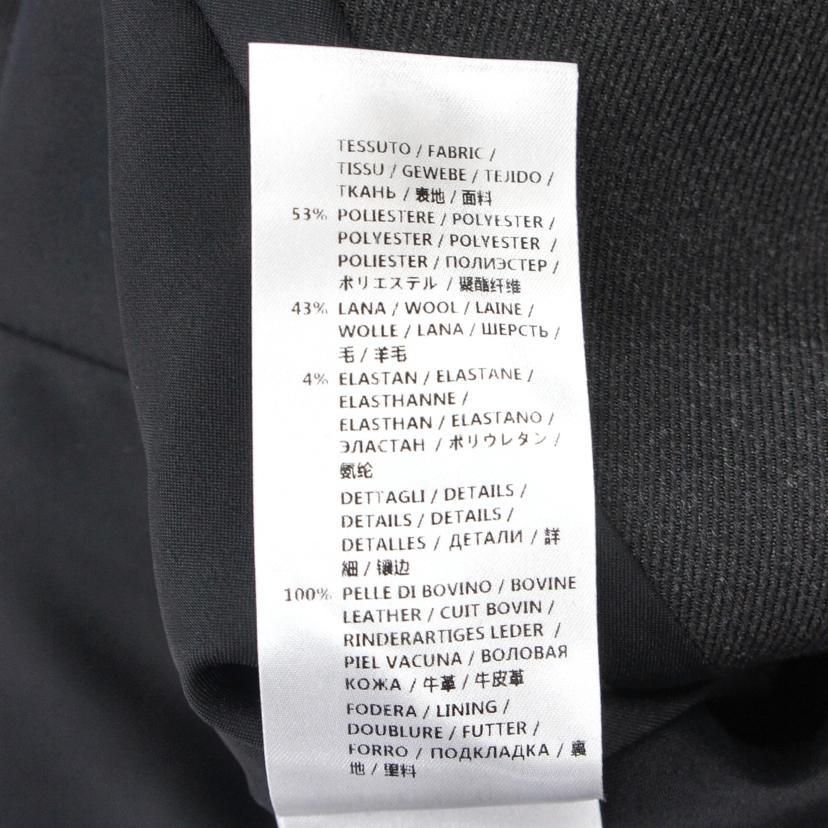 TESSUTO / FABRIC /
TISSU / GEWEBE / TEJIDO /
ТКАНЬ / 表地 / 面料
53% POLIESTERE / POLYESTER /
POLYESTER / POLYESTER /
POLIESTER / ПОЛИЭСТЕР /
ポリエステル / 聚酯纤维
43% LANA / WOOL / LAINE /
WOLLE / LANA / ШЕРСТЬ /
毛 / 羊毛
4% ELASTAN / ELASTANE /
ELASTHANNE /
ELASTHAN / ELASTANO /
ЭЛАСТАН / ポリウレタン /
氨纶
DETTAGLI / DETAILS /
DETAILS / DETAILS /
DETALLES / ДЕТАЛИ / 詳
細 / 镶边
100% PELLE DI BOVINO / BOVINE
LEATHER / CUIT BOVIN /
RINDERARTIGES LEDER /
PIEL VACUNA / ВОЛОВАЯ
КОЖА / 牛革 / 牛皮革
FODERA / LINING /
DOUBLURE / FUTTER /
FORRO / ПОДКЛАДКА / 裏
地 / 里料